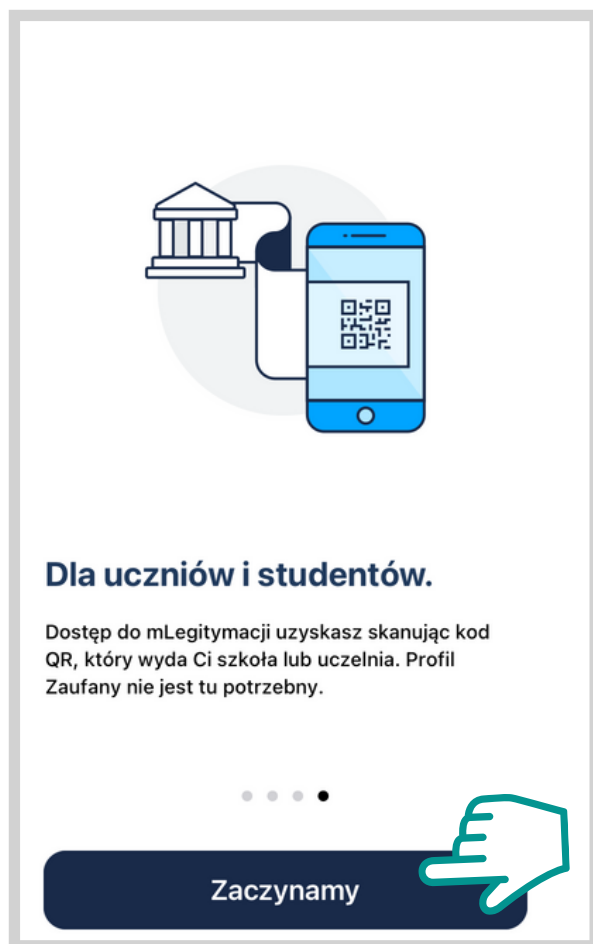 Dla uczniów i studentów.
Dostęp do mLegitymacji uzyskasz skanując kod
QR, który wyda Ci szkoła lub uczelnia. Profil
Zaufany nie jest tu potrzebny.
Zaczynamy